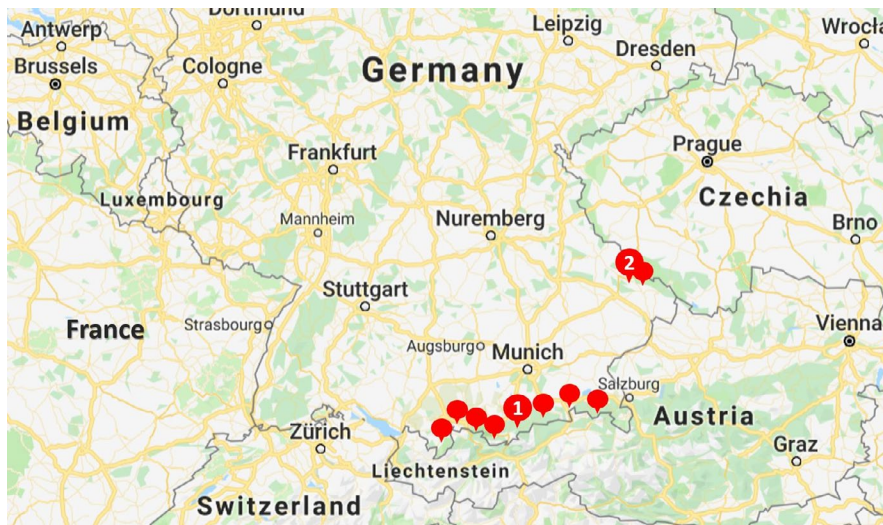 Dortmund
Leipzig
Antwerp
Wrocła
Dresden
Brussels
Cologne
Germany
Belgium
Prague
Frankfurt
Czechia
Luxembourg
Mannheim
Nuremberg
Brno
2
Stuttgart
France
Strasbourg
Vienna
Augsburg
Munich
Salzburg
1
Austria
Zürich
Graz
Liechtenstein
Switzerland